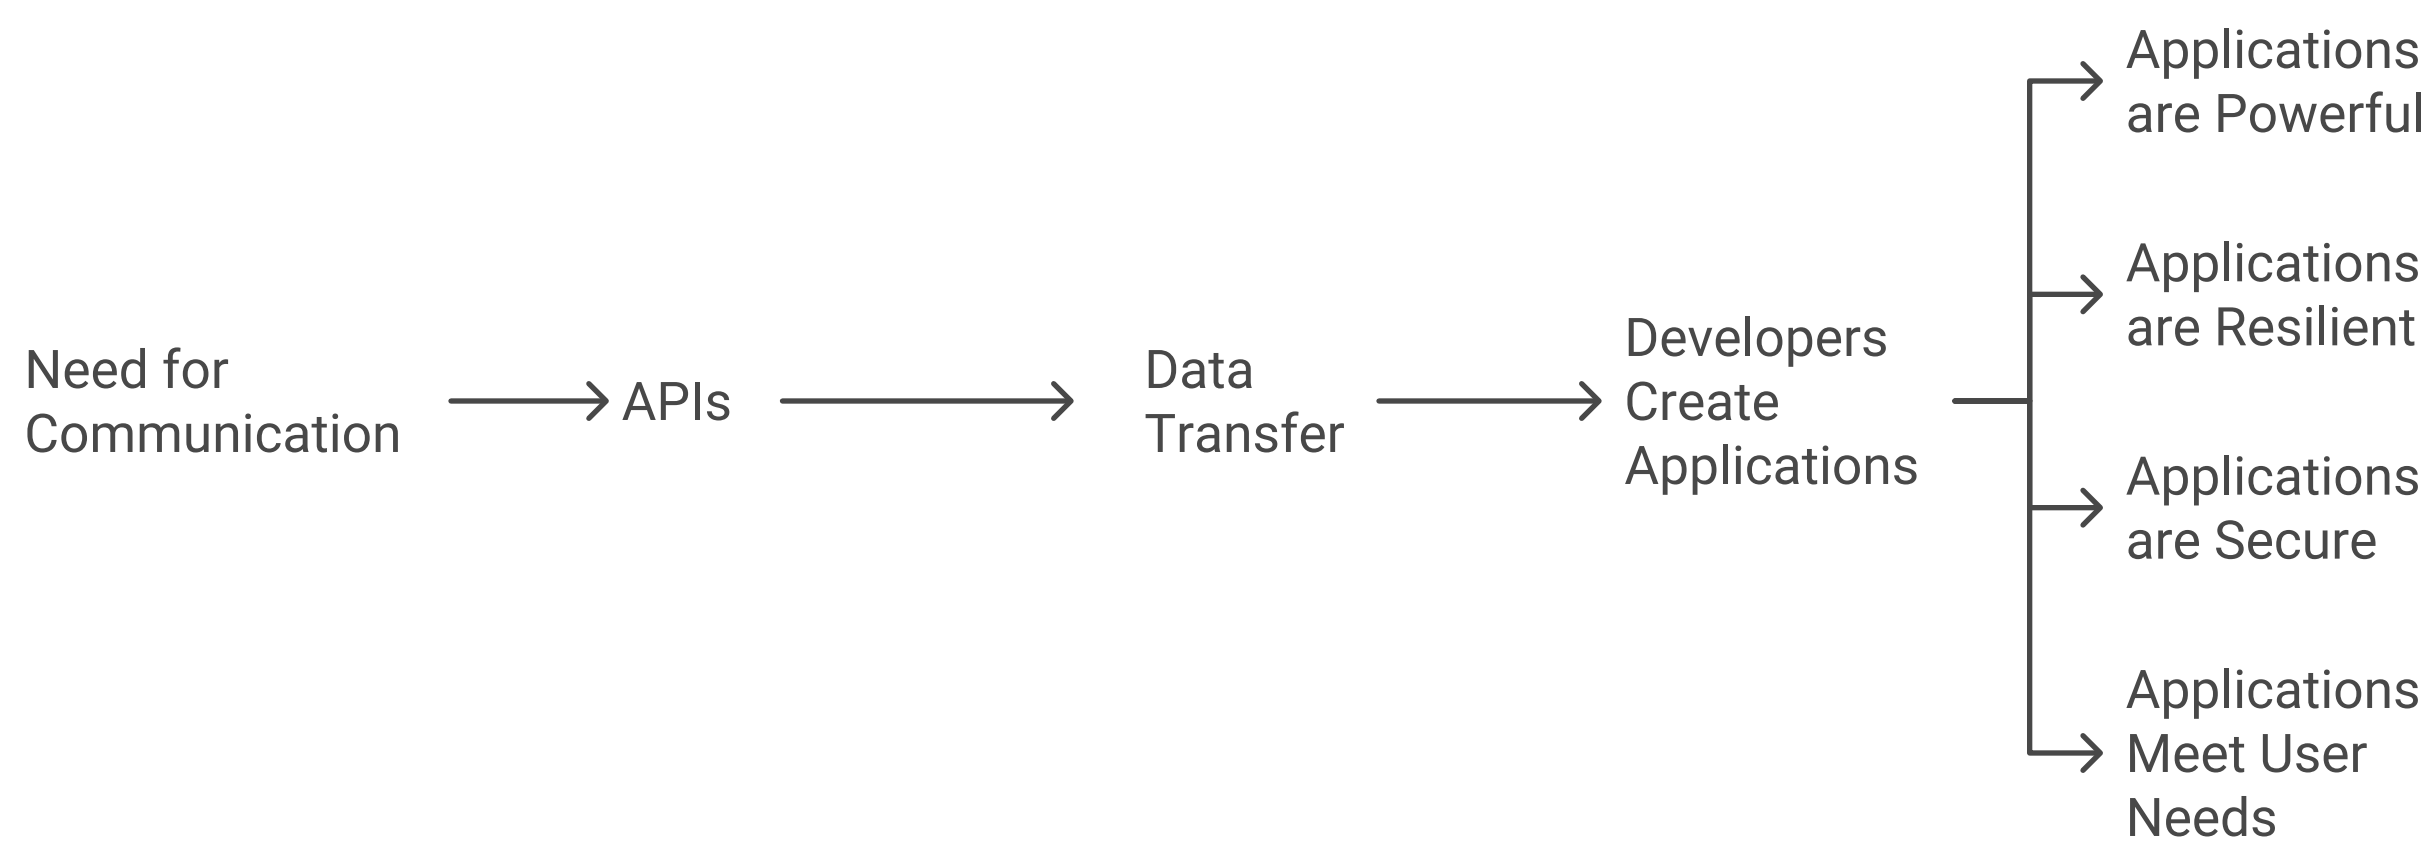 Need for
Communication
APIs
Data
Transfer
Developers
Create
Applications
Applications
are Powerful
Applications
are Resilient
Applications
are Secure
Applications
Meet User
Needs